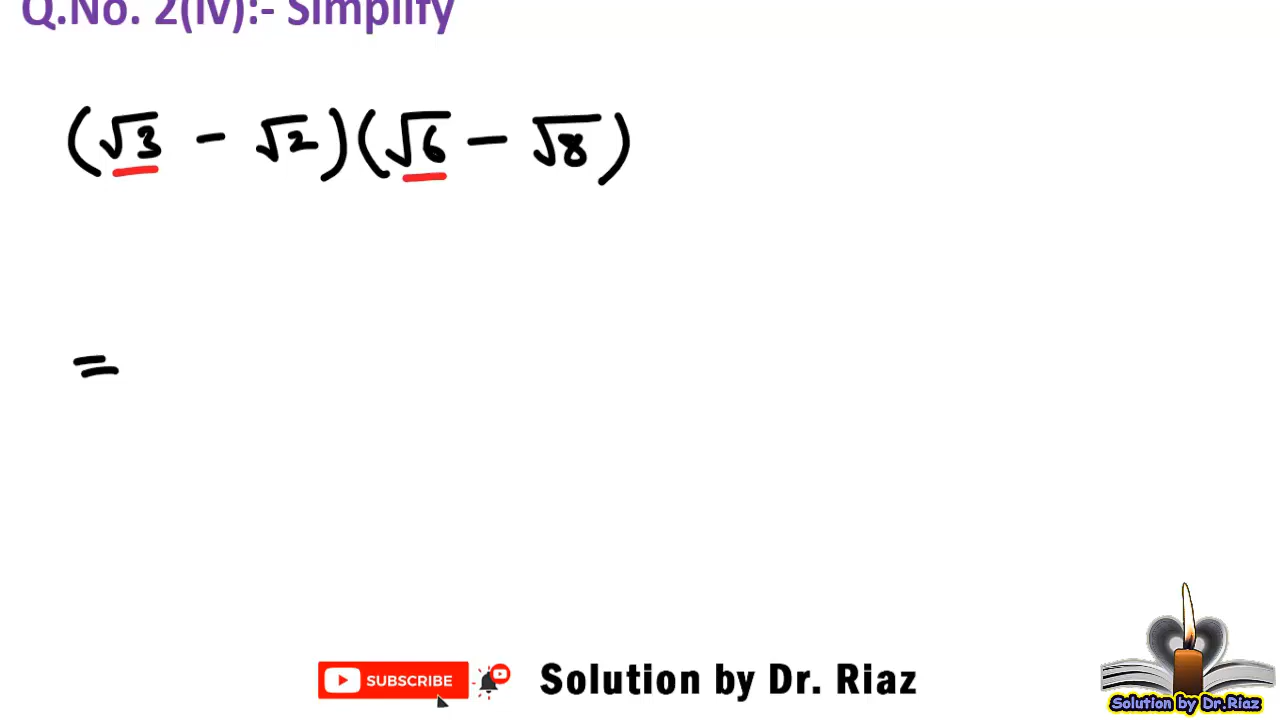 Q.No. 2(iv):- Simplify
(√3 - √2)(√6 - √8)
=
SUBSCRIBE
Solution by Dr. Riaz
Solution by Dr.Riaz